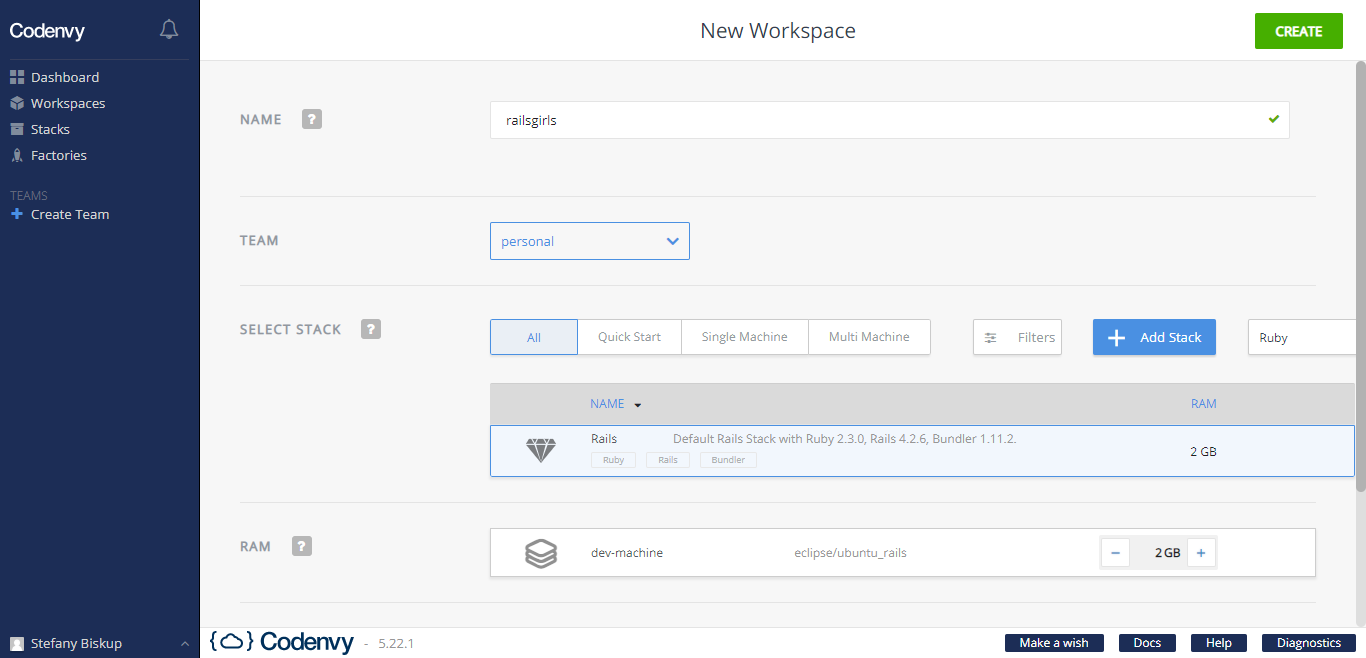 Codenvy
Dashboard
Workspaces
Stacks
Factories
TEAMS
+ Create Team
Stefany Biskup
New Workspace
CREATE
NAME ?
railsgirls
TEAM
personal
SELECT STACK ?
All Quick Start Single Machine Multi Machine Filters + Add Stack Ruby
NAME RAM
Rails Default Rails Stack with Ruby 2.3.0, Rails 4.2.6, Bundler 1.11.2.
Ruby Rails Bundler
2 GB
RAM ?
dev-machine eclipse/ubuntu_rails − 2 GB +
{ } Codenvy - 5.22.1
Make a wish Docs Help Diagnostics